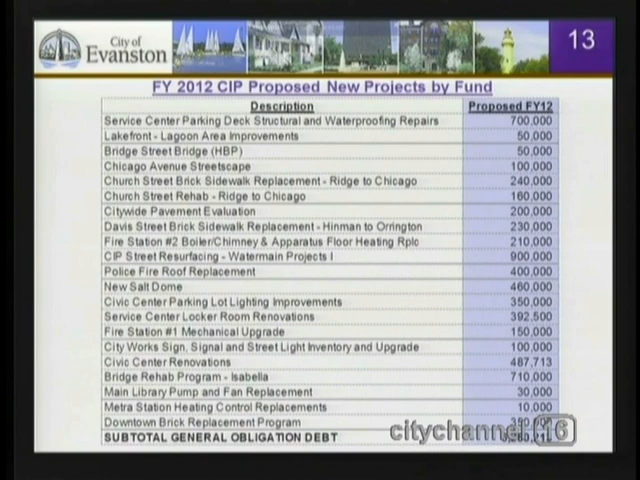 City of
Evanston
13
FY 2012 CIP Proposed New Projects by Fund
Description Proposed FY12
Service Center Parking Deck Structural and Waterproofing Repairs 700,000
Lakefront - Lagoon Area Improvements 50,000
Bridge Street Bridge (HBP) 50,000
Chicago Avenue Streetscape 100,000
Church Street Brick Sidewalk Replacement - Ridge to Chicago 240,000
Church Street Rehab - Ridge to Chicago 160,000
Citywide Pavement Evaluation 200,000
Davis Street Brick Sidewalk Replacement - Hinman to Orrington 230,000
Fire Station #2 Boiler/Chimney & Apparatus Floor Heating Rplc 210,000
CIP Street Resurfacing - Watermain Projects I 900,000
Police Fire Roof Replacement 400,000
New Salt Dome 460,000
Civic Center Parking Lot Lighting Improvements 350,000
Service Center Locker Room Renovations 392,500
Fire Station #1 Mechanical Upgrade 150,000
City Works Sign, Signal and Street Light Inventory and Upgrade 100,000
Civic Center Renovations 487,713
Bridge Rehab Program - Isabella 710,000
Main Library Pump and Fan Replacement 30,000
Metra Station Heating Control Replacements 10,000
Downtown Brick Replacement Program
SUBTOTAL GENERAL OBLIGATION DEBT
citychannel 16